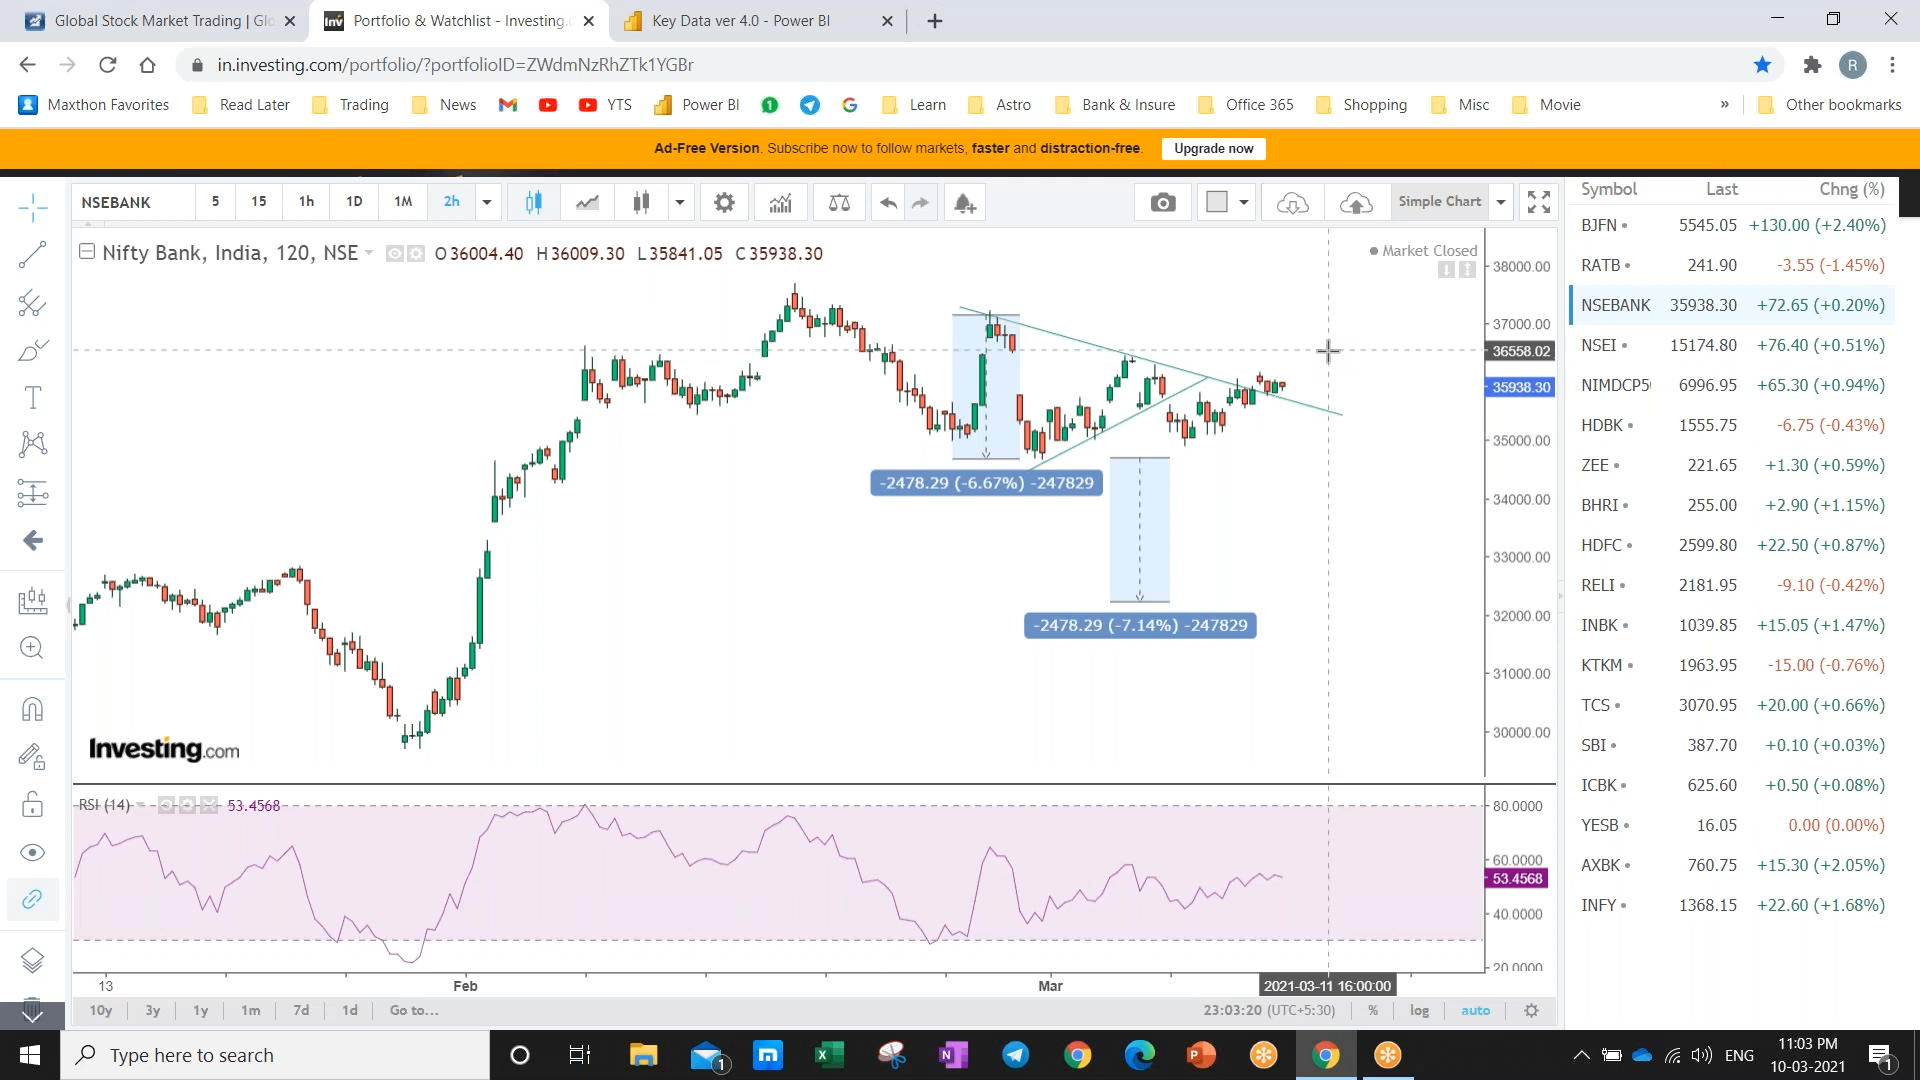 Global Stock Market Trading | Glo
Portfolio & Watchlist - Investing.c
Key Data ver 4.0 - Power BI
in.investing.com/portfolio/?portfolioID=ZWdmNzRhZTk1YGBr
R
Maxthon Favorites
Read Later
Trading
News
YTS
Power BI
1
Learn
Astro
Bank & Insure
Office 365
Shopping
Misc
Movie
»
Other bookmarks
Ad-Free Version. Subscribe now to follow markets, faster and distraction-free.
Upgrade now
NSEBANK 5 15 1h 1D 1M 2h
Simple Chart
Nifty Bank, India, 120, NSE O 36004.40 H 36009.30 L 35841.05 C 35938.30
Market Closed
38000.00
37000.00
36558.02
35938.30
35000.00
34000.00
33000.00
32000.00
31000.00
30000.00
-2478.29 (-6.67%) -247829
-2478.29 (-7.14%) -247829
Investing.com
RSI (14) 53.4568
80.0000
60.0000
53.4568
40.0000
20.0000
13 Feb Mar 2021-03-11 16:00:00
10y 3y 1y 1m 7d 1d Go to... 23:03:20 (UTC+5:30) % log auto
Symbol Last Chng (%)
BJFN 5545.05 +130.00 (+2.40%)
RATB 241.90 -3.55 (-1.45%)
NSEBANK 35938.30 +72.65 (+0.20%)
NSEI 15174.80 +76.40 (+0.51%)
NIMDCP5 6996.95 +65.30 (+0.94%)
HDBK 1555.75 -6.75 (-0.43%)
ZEE 221.65 +1.30 (+0.59%)
BHRI 255.00 +2.90 (+1.15%)
HDFC 2599.80 +22.50 (+0.87%)
RELI 2181.95 -9.10 (-0.42%)
INBK 1039.85 +15.05 (+1.47%)
KTKM 1963.95 -15.00 (-0.76%)
TCS 3070.95 +20.00 (+0.66%)
SBI 387.70 +0.10 (+0.03%)
ICBK 625.60 +0.50 (+0.08%)
YESB 16.05 0.00 (0.00%)
AXBK 760.75 +15.30 (+2.05%)
INFY 1368.15 +22.60 (+1.68%)
Type here to search
1
ENG
11:03 PM
10-03-2021
1